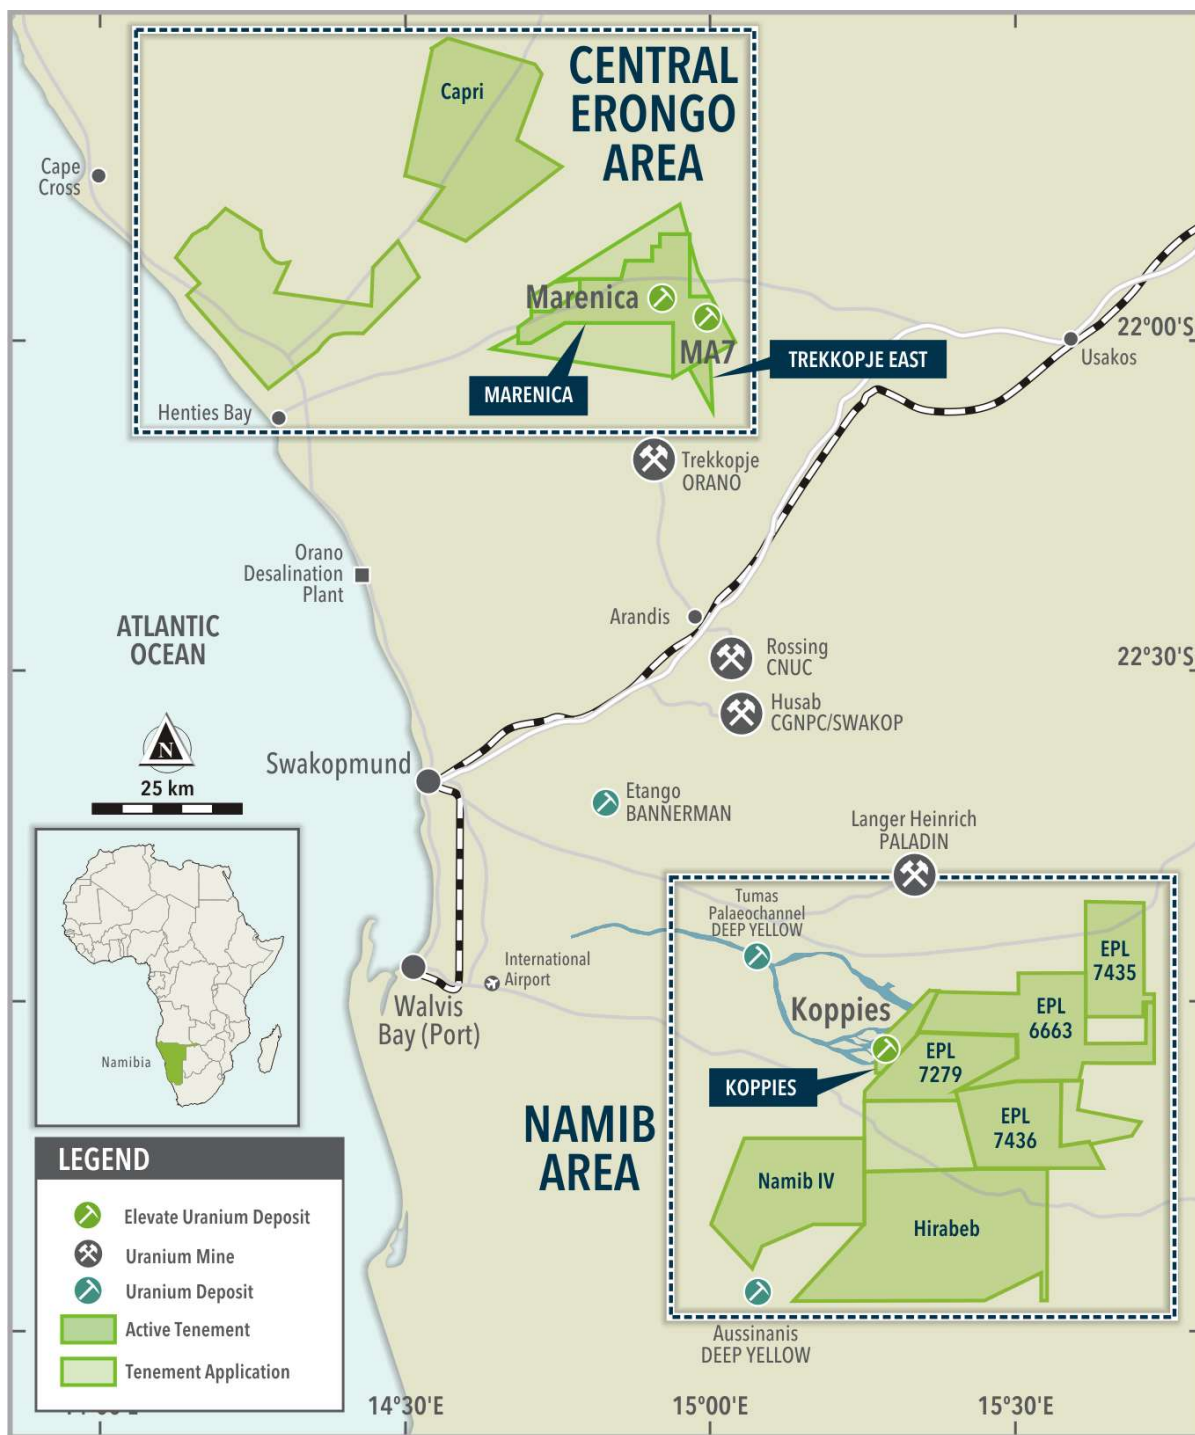 CENTRAL
ERONGO
AREA
Capri
Cape
Cross
Marenica
MA7
22°00'S
Usakos
TREKKOPJE EAST
MARENICA
Henties Bay
Trekkopje
ORANO
Orano
Desalination
Plant
Arandis
ATLANTIC
OCEAN
Rossing
CNUC
22°30'S
Husab
CGNPC/SWAKOP
N
Swakopmund
25 km
Etango
BANNERMAN
Langer Heinrich
PALADIN
Tumas
Palaeochannel
DEEP YELLOW
International
Airport
EPL
7435
Walvis
Bay (Port)
Koppies
EPL
6663
EPL
7279
Namibia
KOPPIES
NAMIB
AREA
EPL
7436
LEGEND
Namib IV
Elevate Uranium Deposit
Hirabeb
Uranium Mine
Uranium Deposit
Active Tenement
Aussinanis
DEEP YELLOW
Tenement Application
14°30'E
15°00'E
15°30'E